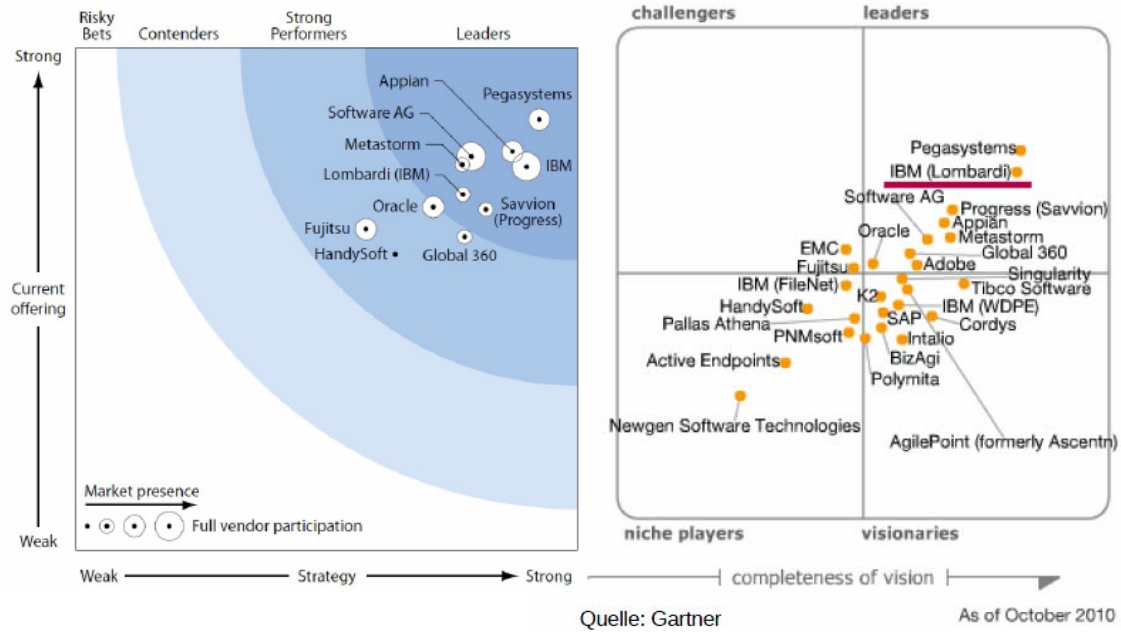 Risky
Bets
Contenders
Strong
Performers
Leaders
Strong
Current
offering
Weak
Appian
Pegasystems
Software AG
Metastorm
IBM
Lombardi (IBM)
Oracle
Savvion
(Progress)
Fujitsu
HandySoft
Global 360
Market presence
Full vendor participation
Weak
Strategy
Strong
challengers
leaders
Pegasystems
IBM (Lombardi)
Software AG
Progress (Savvion)
Appian
Oracle
Metastorm
EMC
Global 360
Fujitsu
Adobe
Singularity
IBM (FileNet)
K2
Tibco Software
HandySoft
IBM (WDPE)
Pallas Athena
SAP
Cordys
PNMsoft
Intalio
BizAgi
Active Endpoints
Polymita
Newgen Software Technologies
AgilePoint (formerly Ascentn)
niche players
visionaries
completeness of vision
Quelle: Gartner
As of October 2010